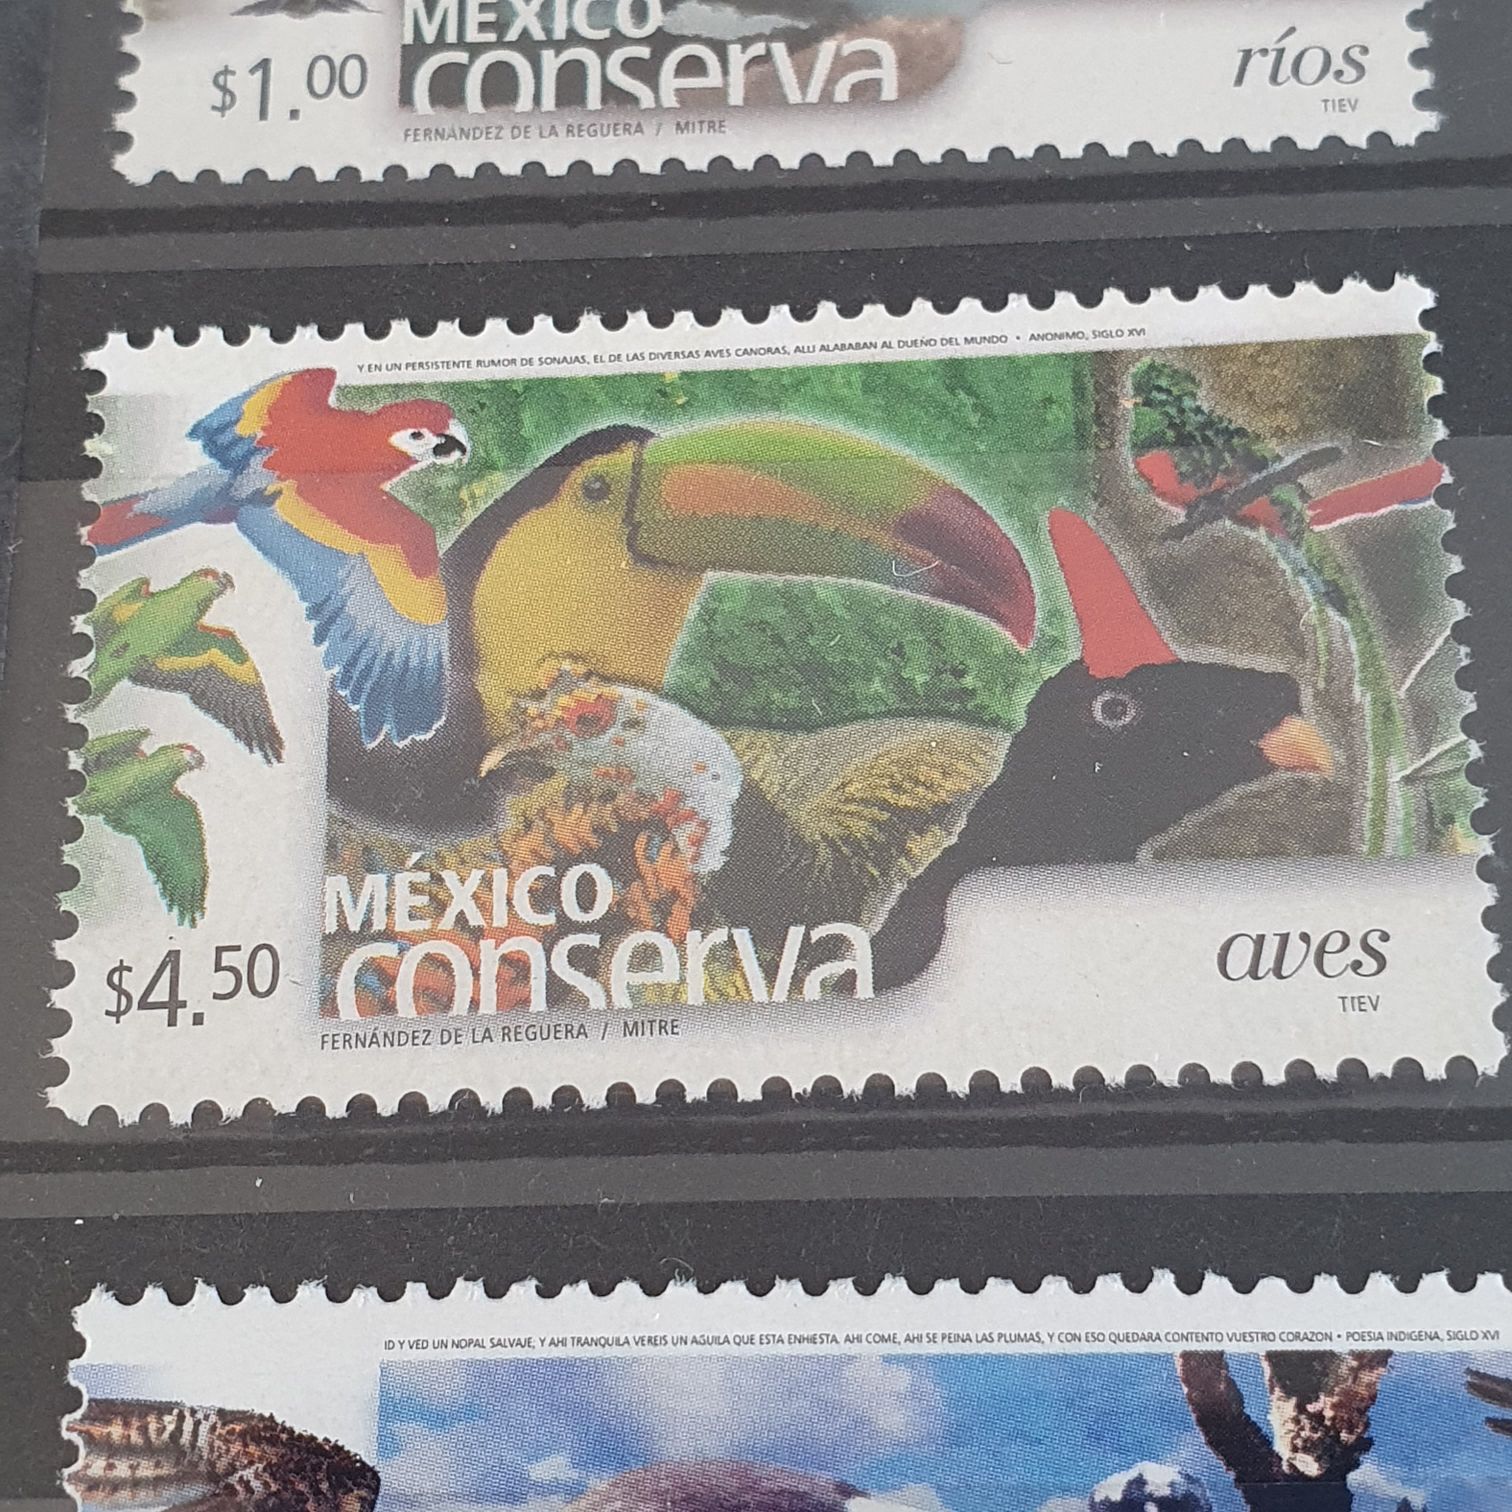 MÉXICO
conserva
$1.00
ríos
TIEV
FERNÁNDEZ DE LA REGUERA / MITRE
Y EN UN PERSISTENTE RUMOR DE SONAJAS, EL DE LAS DIVERSAS AVES CANORAS, ALLI ALABABAN AL DUEÑO DEL MUNDO • ANONIMO, SIGLO XVI
MÉXICO
conserva
$4.50
aves
TIEV
FERNÁNDEZ DE LA REGUERA / MITRE
ID Y VED UN NOPAL SALVAJE; Y AHI TRANQUILA VEREIS UN AGUILA QUE ESTA ENHIESTA. AHI COME, AHI SE PEINA LAS PLUMAS, Y CON ESO QUEDARA CONTENTO VUESTRO CORAZON • POESIA INDIGENA, SIGLO XVI